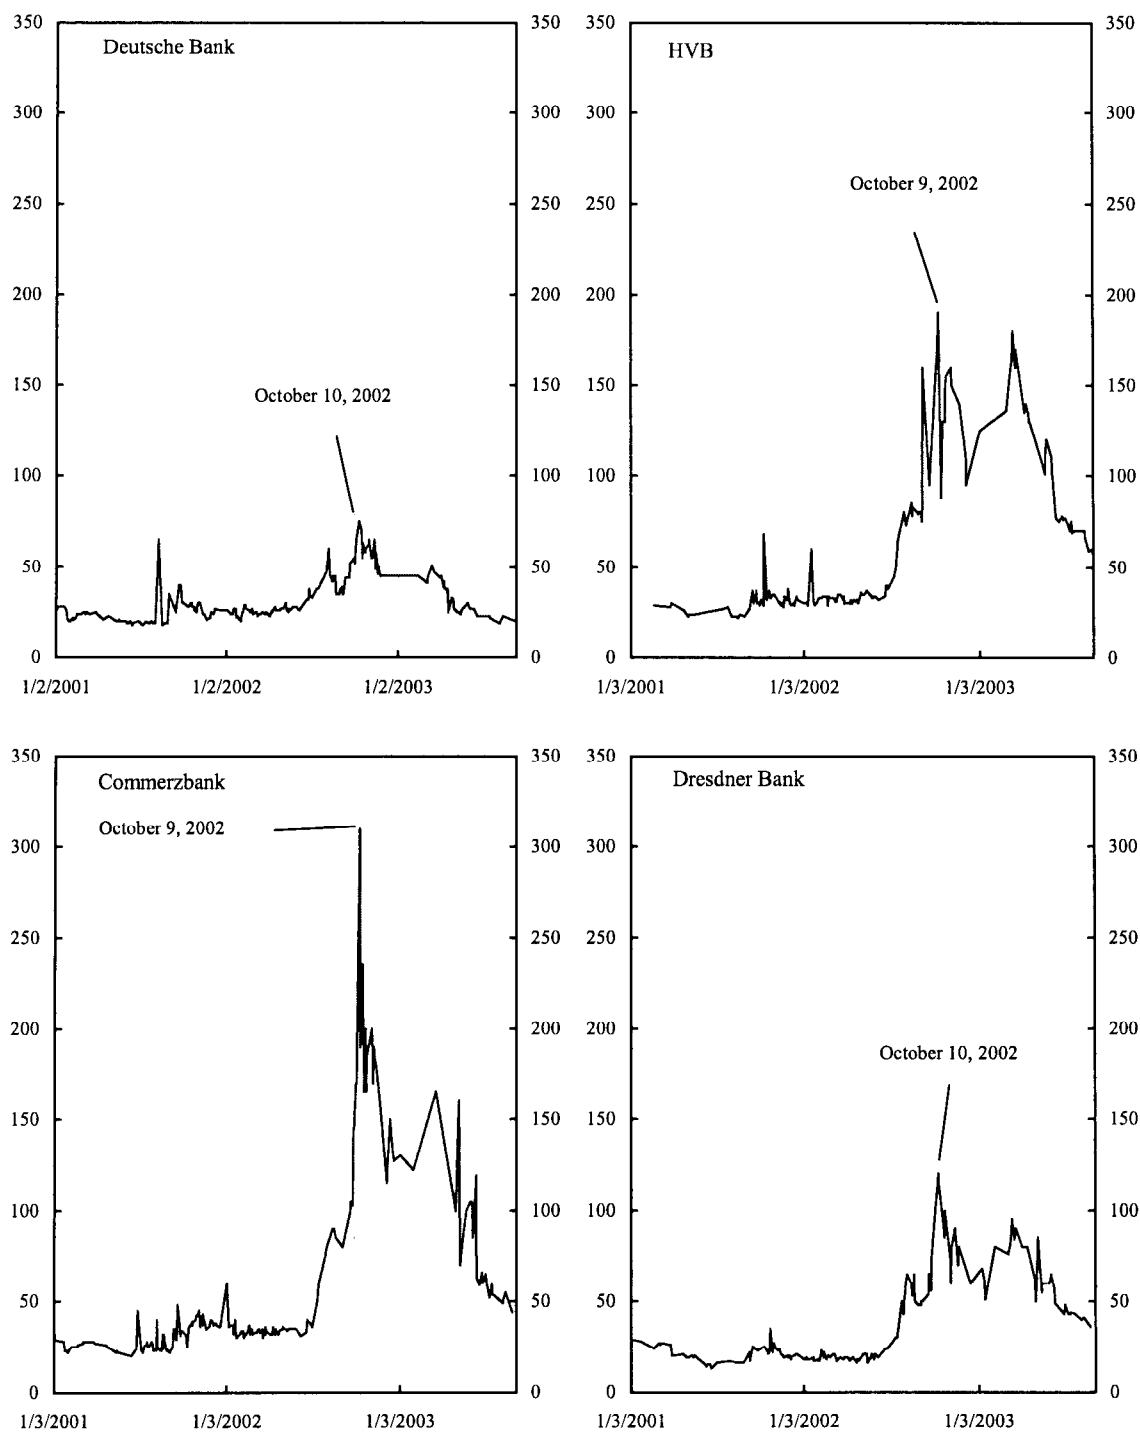 350 350 350 350
Deutsche Bank HVB
300 300 300 300
October 9, 2002
250 250 250 250
200 200 200 200
October 10, 2002
150 150 150 150
100 100 100 100
50 50 50 50
0 0 0 0
1/2/2001 1/2/2002 1/2/2003 1/3/2001 1/3/2002 1/3/2003
350 350 350 350
Commerzbank Dresdner Bank
October 9, 2002
300 300 300 300
250 250 250 250
200 200 200 200
October 10, 2002
150 150 150 150
100 100 100 100
50 50 50 50
0 0 0 0
1/3/2001 1/3/2002 1/3/2003 1/3/2001 1/3/2002 1/3/2003